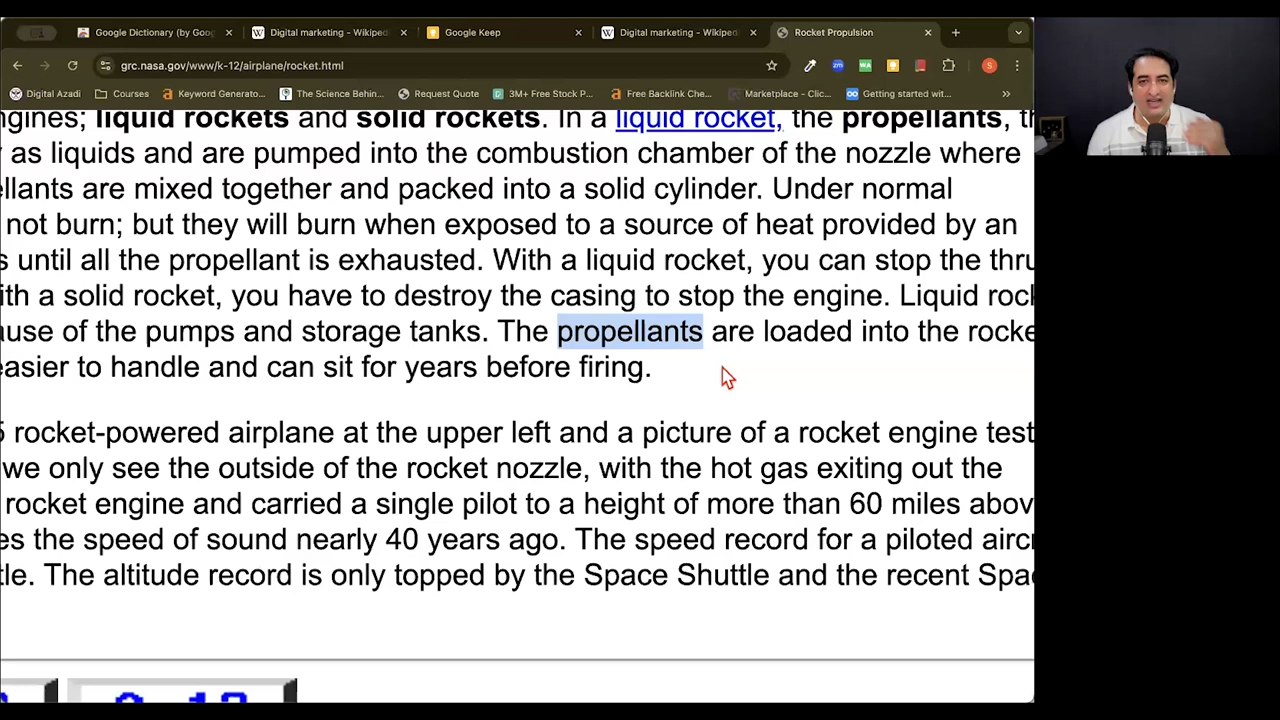 Google Dictionary (by Goog
Digital marketing - Wikiped
Google Keep
Digital marketing - Wikiped
Rocket Propulsion
grc.nasa.gov/www/k-12/airplane/rocket.html
S
Digital Azadi
Courses
Keyword Generato...
The Science Behin...
Request Quote
3M+ Free Stock P...
Free Backlink Che...
Marketplace - Clic...
Getting started wit...
ngines; liquid rockets and solid rockets. In a liquid rocket, the propellants, th
y as liquids and are pumped into the combustion chamber of the nozzle where
ellants are mixed together and packed into a solid cylinder. Under normal
not burn; but they will burn when exposed to a source of heat provided by an
s until all the propellant is exhausted. With a liquid rocket, you can stop the thru
ith a solid rocket, you have to destroy the casing to stop the engine. Liquid rock
ause of the pumps and storage tanks. The propellants are loaded into the rocke
easier to handle and can sit for years before firing.
5 rocket-powered airplane at the upper left and a picture of a rocket engine test
we only see the outside of the rocket nozzle, with the hot gas exiting out the
rocket engine and carried a single pilot to a height of more than 60 miles abov
es the speed of sound nearly 40 years ago. The speed record for a piloted aircr
tle. The altitude record is only topped by the Space Shuttle and the recent Spac